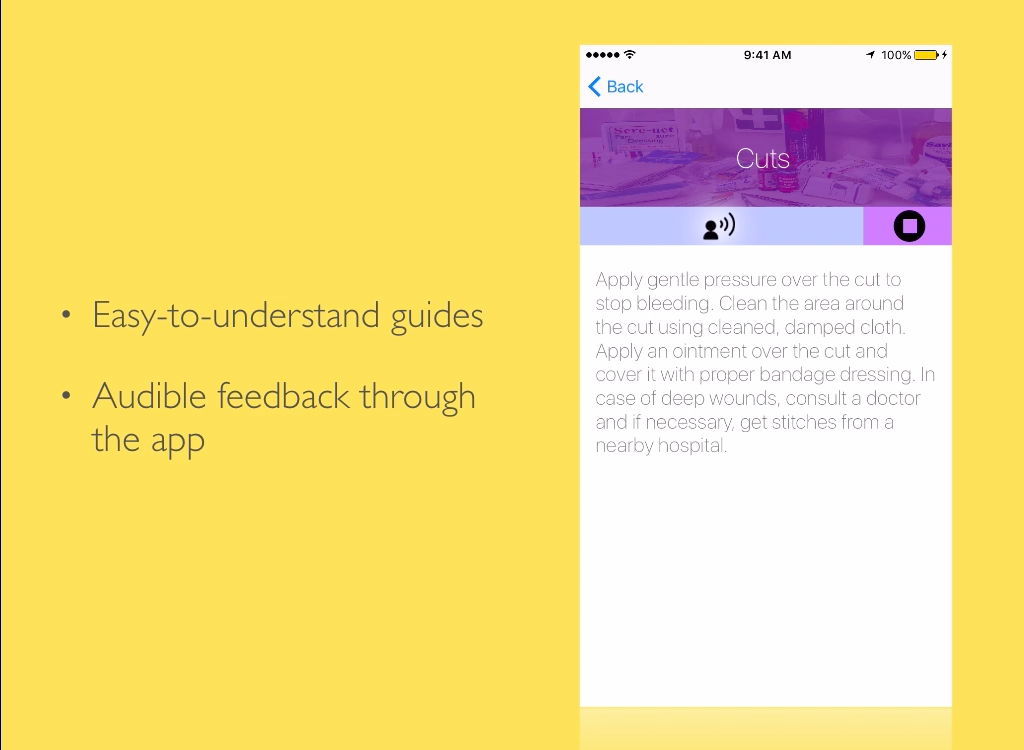 • Easy-to-understand guides
• Audible feedback through
the app
9:41 AM
100%
Back
Cuts
Apply gentle pressure over the cut to
stop bleeding. Clean the area around
the cut using cleaned, damped cloth.
Apply an ointment over the cut and
cover it with proper bandage dressing. In
case of deep wounds, consult a doctor
and if necessary, get stitches from a
nearby hospital.